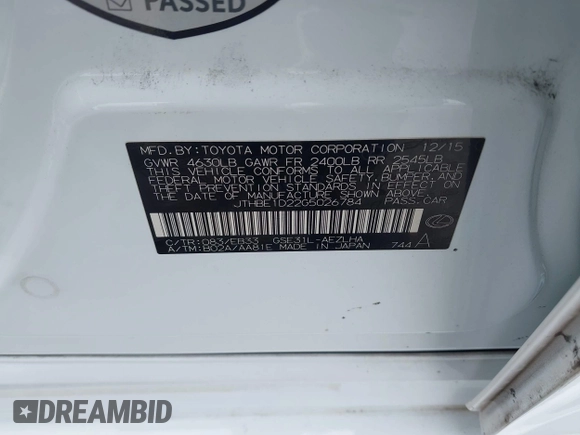 PASSED
MFD.BY:TOYOTA MOTOR CORPORATION 12/15
GVWR 4630LB GAWR FR 2400LB RR 2545LB
THIS VEHICLE CONFORMS TO ALL APPLICABLE
FEDERAL MOTOR VEHICLE SAFETY,BUMPER,AND
THEFT PREVENTION STANDARDS IN EFFECT ON
THE DATE OF MANUFACTURE SHOWN ABOVE.
JTHBE1D22G5026784 PASS.CAR
C/TR:083/EB33 GSE31L-AEZLHA
A/TM:B02A/AA81E MADE IN JAPAN 744 A
DREAMBID